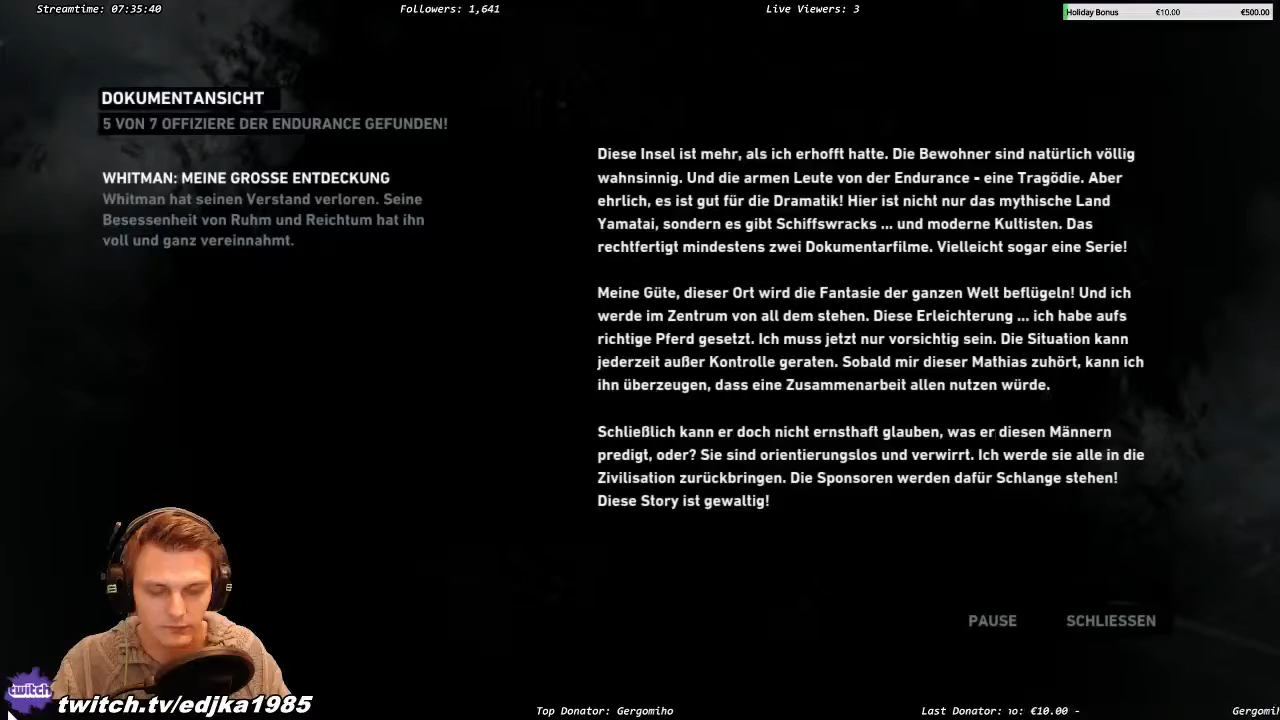 Streamtime: 07:35:40
Followers: 1,641
Live Viewers: 3
Holiday Bonus €10.00 €500.00
DOKUMENTANSICHT
5 VON 7 OFFIZIERE DER ENDURANCE GEFUNDEN!
WHITMAN: MEINE GROSSE ENTDECKUNG
Whitman hat seinen Verstand verloren. Seine
Besessenheit von Ruhm und Reichtum hat ihn
voll und ganz vereinnahmt.
Diese Insel ist mehr, als ich erhofft hatte. Die Bewohner sind natürlich völlig
wahnsinnig. Und die armen Leute von der Endurance - eine Tragödie. Aber
ehrlich, es ist gut für die Dramatik! Hier ist nicht nur das mythische Land
Yamatai, sondern es gibt Schiffswracks ... und moderne Kultisten. Das
rechtfertigt mindestens zwei Dokumentarfilme. Vielleicht sogar eine Serie!
Meine Güte, dieser Ort wird die Fantasie der ganzen Welt beflügeln! Und ich
werde im Zentrum von all dem stehen. Diese Erleichterung ... ich habe aufs
richtige Pferd gesetzt. Ich muss jetzt nur vorsichtig sein. Die Situation kann
jederzeit außer Kontrolle geraten. Sobald mir dieser Mathias zuhört, kann ich
ihn überzeugen, dass eine Zusammenarbeit allen nutzen würde.
Schließlich kann er doch nicht ernsthaft glauben, was er diesen Männern
predigt, oder? Sie sind orientierungslos und verwirrt. Ich werde sie alle in die
Zivilisation zurückbringen. Die Sponsoren werden dafür Schlange stehen!
Diese Story ist gewaltig!
PAUSE
SCHLIESSEN
twitch
twitch.tv/edjka1985
Top Donator: Gergomiho
Last Donator: ıo: €10.00 -
Gergomih